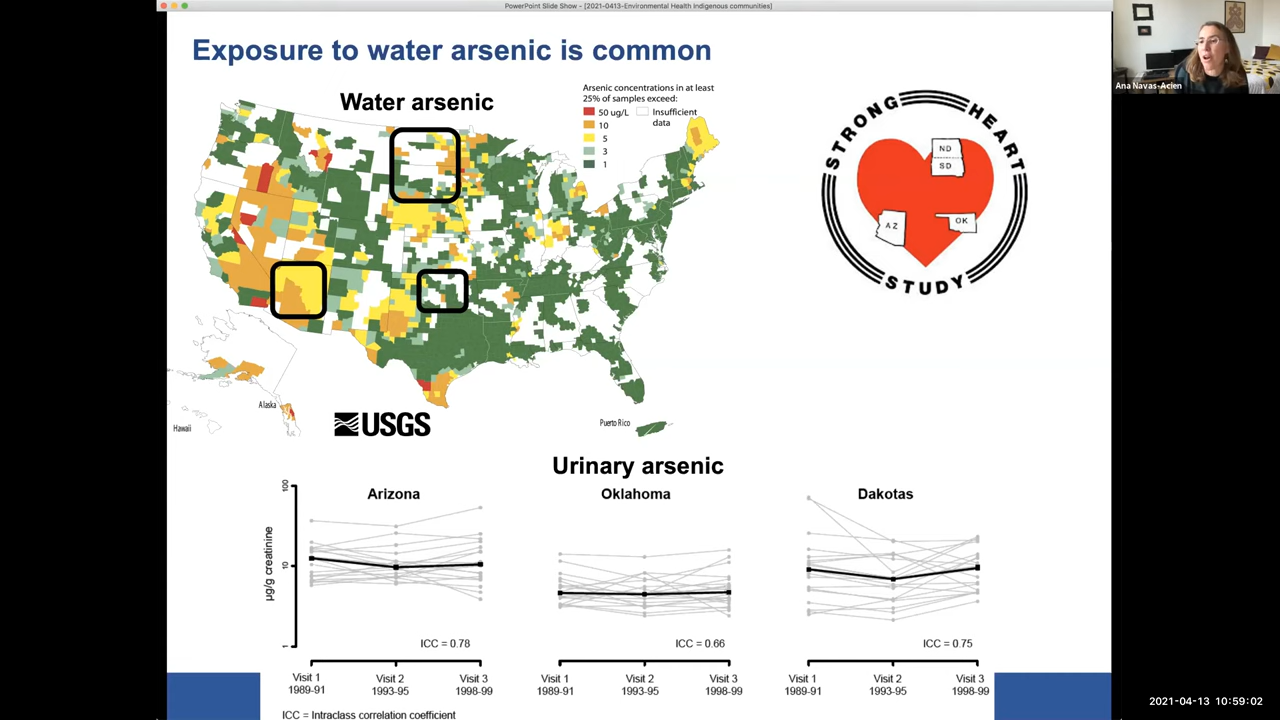 PowerPoint Slide Show - [2021-0413-Environmental Health Indigenous communities]
Exposure to water arsenic is common
Ana Navas-Acien
Water arsenic
Arsenic concentrations in at least
25% of samples exceed:
50 ug/L
Insufficient
data
10
5
3
1
STRONG HEART
STUDY
ND
SD
AZ
OK
Alaska
Hawaii
Puerto Rico
USGS
Urinary arsenic
Arizona
Oklahoma
Dakotas
µg/g creatinine
100
10
1
ICC = 0.78
ICC = 0.66
ICC = 0.75
Visit 1
1989-91
Visit 2
1993-95
Visit 3
1998-99
Visit 1
1989-91
Visit 2
1993-95
Visit 3
1998-99
Visit 1
1989-91
Visit 2
1993-95
Visit 3
1998-99
ICC = Intraclass correlation coefficient
2021-04-13 10:59:02